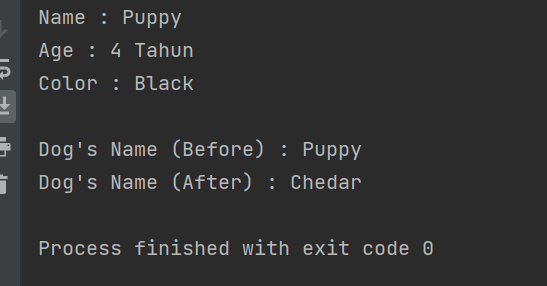 Name : Puppy
Age : 4 Tahun
Color : Black
Dog's Name (Before) : Puppy
Dog's Name (After) : Chedar
Process finished with exit code 0